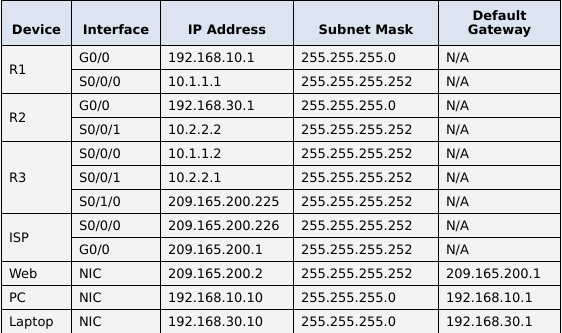 Device Interface IP Address Subnet Mask Default Gateway
R1 G0/0 192.168.10.1 255.255.255.0 N/A
S0/0/0 10.1.1.1 255.255.255.252 N/A
R2 G0/0 192.168.30.1 255.255.255.0 N/A
S0/0/1 10.2.2.2 255.255.255.252 N/A
R3 S0/0/0 10.1.1.2 255.255.255.252 N/A
S0/0/1 10.2.2.1 255.255.255.252 N/A
S0/1/0 209.165.200.225 255.255.255.252 N/A
ISP S0/0/0 209.165.200.226 255.255.255.252 N/A
G0/0 209.165.200.1 255.255.255.252 N/A
Web NIC 209.165.200.2 255.255.255.252 209.165.200.1
PC NIC 192.168.10.10 255.255.255.0 192.168.10.1
Laptop NIC 192.168.30.10 255.255.255.0 192.168.30.1